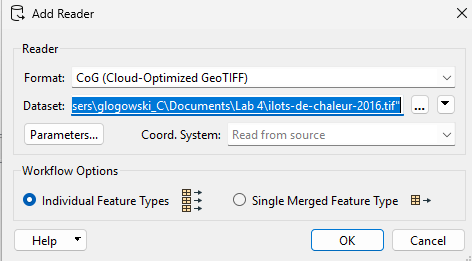 Add Reader
Reader
Format: CoG (Cloud-Optimized GeoTIFF)
Dataset: sers\glogowski_C\Documents\Lab 4\ilots-de-chaleur-2016.tif" ...
Parameters... Coord. System: Read from source
Workflow Options
Individual Feature Types Single Merged Feature Type
Help OK Cancel